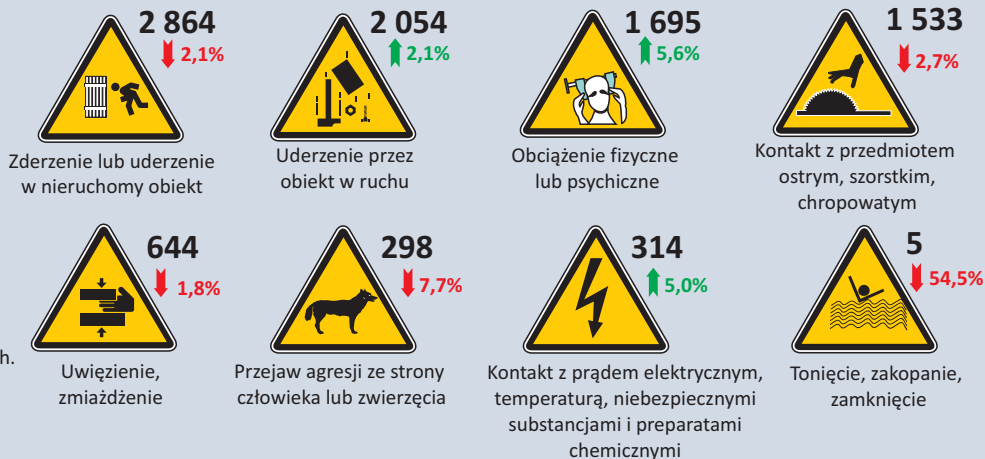 2 864
2,1%
Zderzenie lub uderzenie
w nieruchomy obiekt
2 054
2,1%
Uderzenie przez
obiekt w ruchu
1 695
5,6%
Obciążenie fizyczne
lub psychiczne
1 533
2,7%
Kontakt z przedmiotem
ostrym, szorstkim,
chropowatym
h.
644
1,8%
Uwięzienie,
zmiażdżenie
298
7,7%
Przejaw agresji ze strony
człowieka lub zwierzęcia
314
5,0%
Kontakt z prądem elektrycznym,
temperaturą, niebezpiecznymi
substancjami i preparatami
chemicznymi
5
54,5%
Tonięcie, zakopanie,
zamknięcie